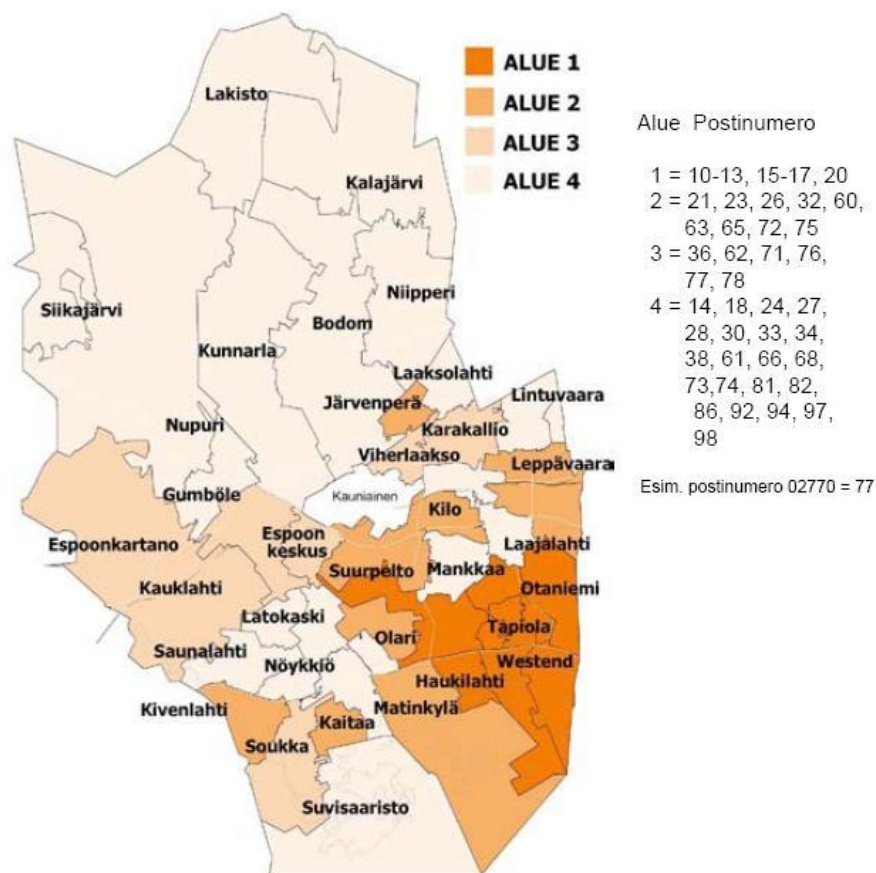 ALUE 1
ALUE 2
ALUE 3
ALUE 4
Lakisto
Kalajärvi
Siikajärvi
Niipperi
Bodom
Kunnarla
Laaksolahti
Järvenperä
Lintuvaara
Karakallio
Nupuri
Viherlaakso
Leppävaara
Gumböle
Kauniainen
Kilo
Espoonkartano
Espoon
keskus
Laajalahti
Suurpelto
Mankkaa
Kauklahti
Otaniemi
Latokaski
Tapiola
Olari
Saunalahti
Nöykkiö
Westend
Haukilahti
Kivenlahti
Matinkylä
Kaitaa
Soukka
Suvisaaristo
Alue Postinumero
1 = 10-13, 15-17, 20
2 = 21, 23, 26, 32, 60,
63, 65, 72, 75
3 = 36, 62, 71, 76,
77, 78
4 = 14, 18, 24, 27,
28, 30, 33, 34,
38, 61, 66, 68,
73,74, 81, 82,
86, 92, 94, 97,
98
Esim. postinumero 02770 = 77